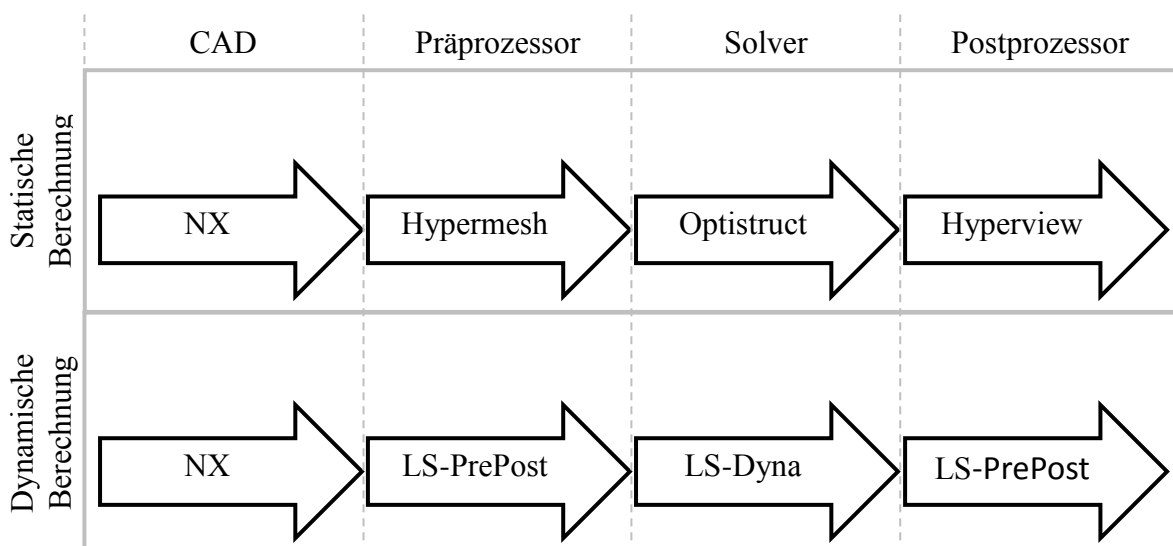 CAD
Präprozessor
Solver
Postprozessor
Statische
Berechnung
NX
Hypermesh
Optistruct
Hyperview
Dynamische
Berechnung
NX
LS-PrePost
LS-Dyna
LS-PrePost